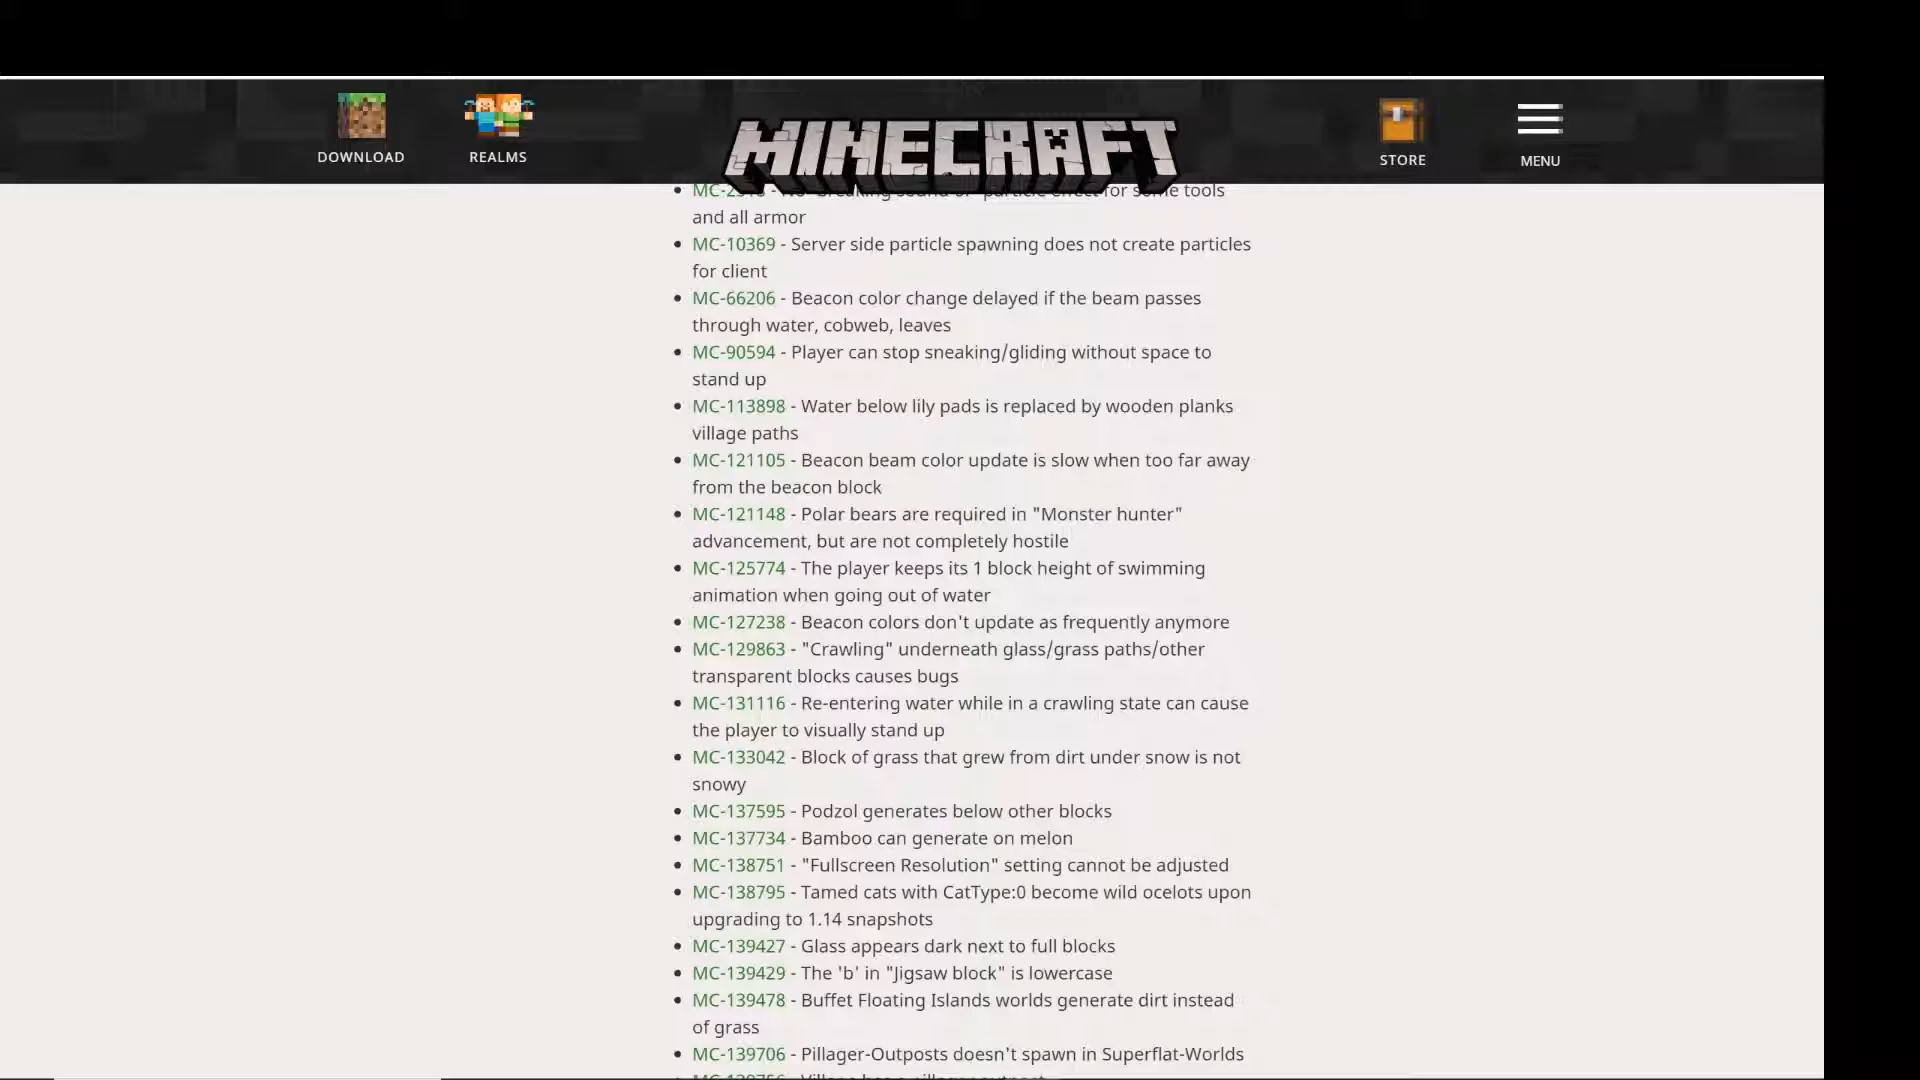 DOWNLOAD
REALMS
MINECRAFT
STORE
MENU
for some tools
and all armor
MC-10369 - Server side particle spawning does not create particles
for client
MC-66206 - Beacon color change delayed if the beam passes
through water, cobweb, leaves
MC-90594 - Player can stop sneaking/gliding without space to
stand up
MC-113898 - Water below lily pads is replaced by wooden planks
village paths
MC-121105 - Beacon beam color update is slow when too far away
from the beacon block
MC-121148 - Polar bears are required in "Monster hunter"
advancement, but are not completely hostile
MC-125774 - The player keeps its 1 block height of swimming
animation when going out of water
MC-127238 - Beacon colors don't update as frequently anymore
MC-129863 - "Crawling" underneath glass/grass paths/other
transparent blocks causes bugs
MC-131116 - Re-entering water while in a crawling state can cause
the player to visually stand up
MC-133042 - Block of grass that grew from dirt under snow is not
snowy
MC-137595 - Podzol generates below other blocks
MC-137734 - Bamboo can generate on melon
MC-138751 - "Fullscreen Resolution" setting cannot be adjusted
MC-138795 - Tamed cats with CatType:0 become wild ocelots upon
upgrading to 1.14 snapshots
MC-139427 - Glass appears dark next to full blocks
MC-139429 - The 'b' in "Jigsaw block" is lowercase
MC-139478 - Buffet Floating Islands worlds generate dirt instead
of grass
MC-139706 - Pillager-Outposts doesn't spawn in Superflat-Worlds